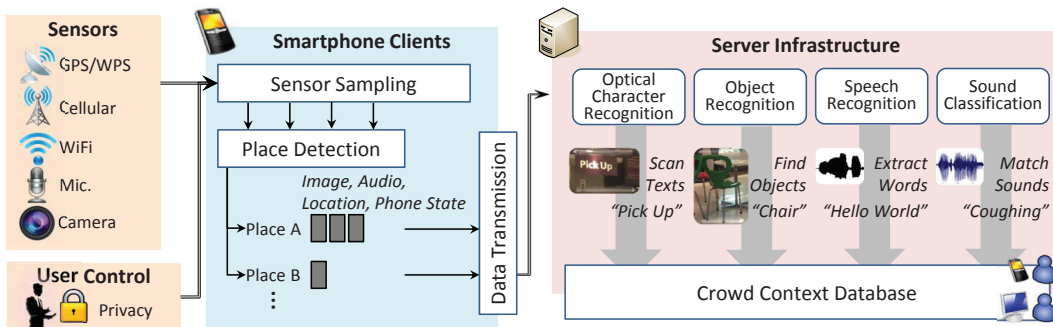 Sensors
GPS/WPS
Cellular
WiFi
Mic.
Camera
User Control
Privacy
Smartphone Clients
Sensor Sampling
Place Detection
Image, Audio,
Location, Phone State
Place A
Place B
⋮
Data Transmission
Server Infrastructure
Optical
Character
Recognition
Object
Recognition
Speech
Recognition
Sound
Classification
Pick Up
Scan
Texts
“Pick Up”
Find
Objects
“Chair”
Extract
Words
“Hello World”
Match
Sounds
“Coughing”
Crowd Context Database